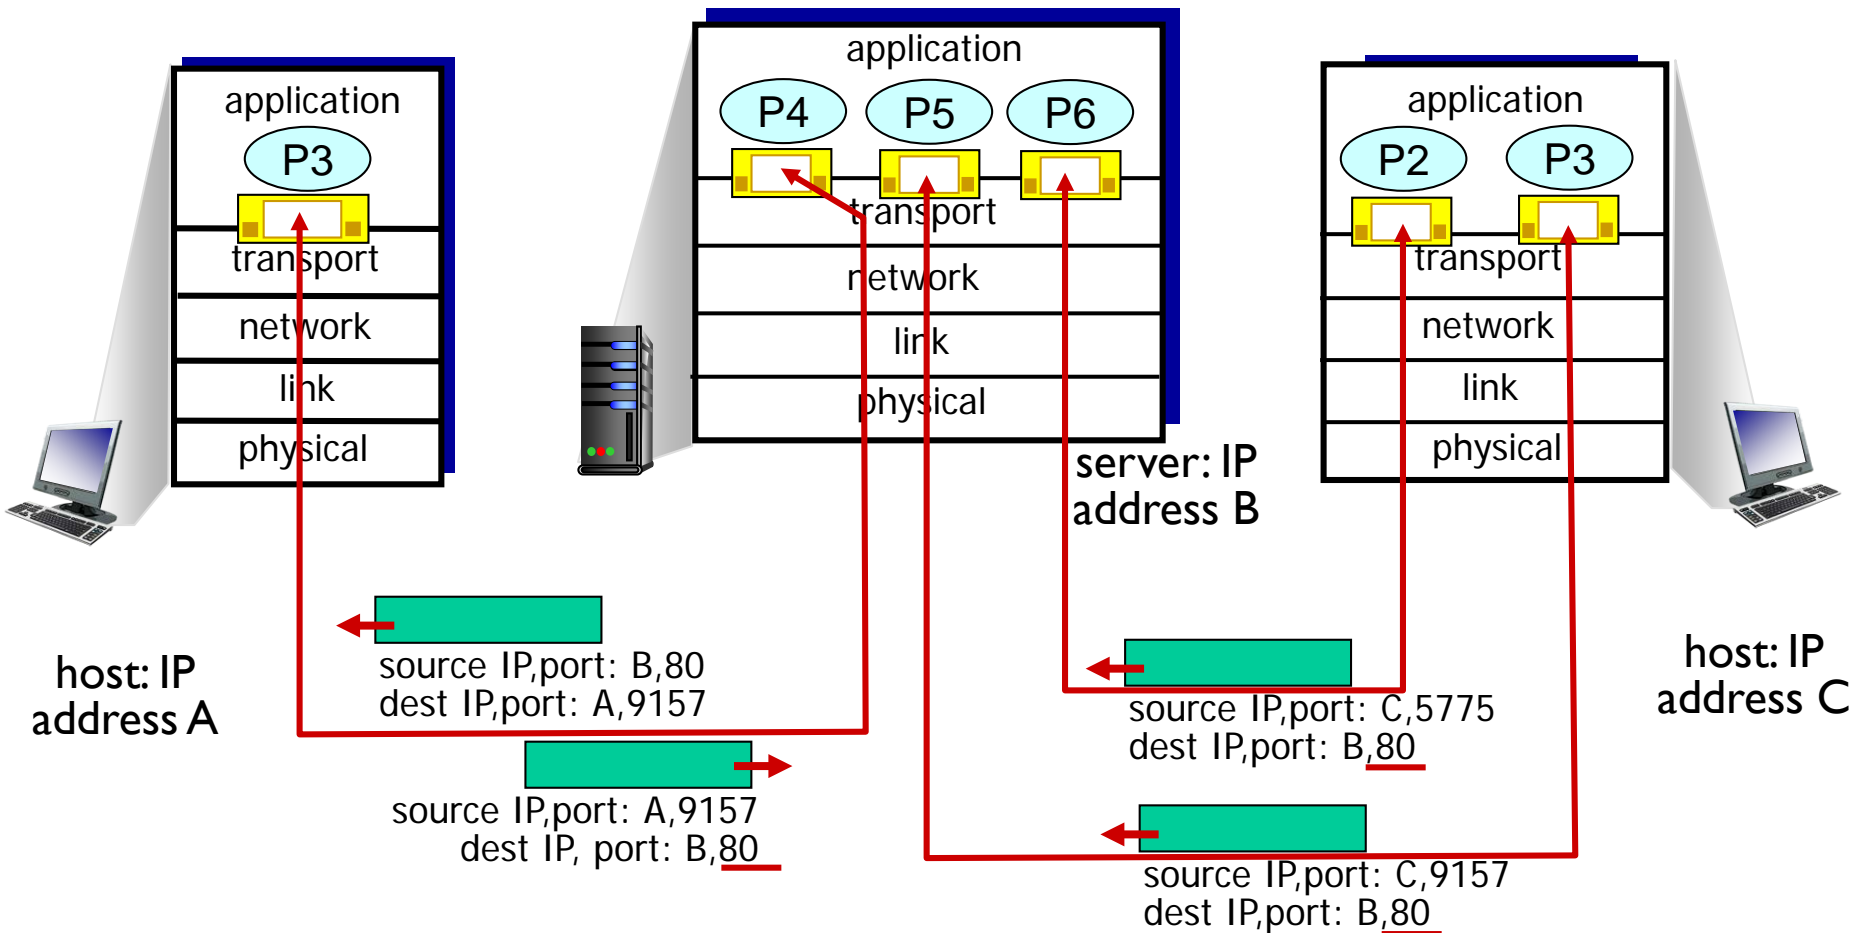 application
P3
transport
network
link
physical
host: IP
address A
application
P4
P5
P6
transport
network
link
physical
server: IP
address B
application
P2
P3
transport
network
link
physical
host: IP
address C
source IP,port: B,80
dest IP,port: A,9157
source IP,port: A,9157
dest IP, port: B,80
source IP,port: C,5775
dest IP,port: B,80
source IP,port: C,9157
dest IP,port: B,80